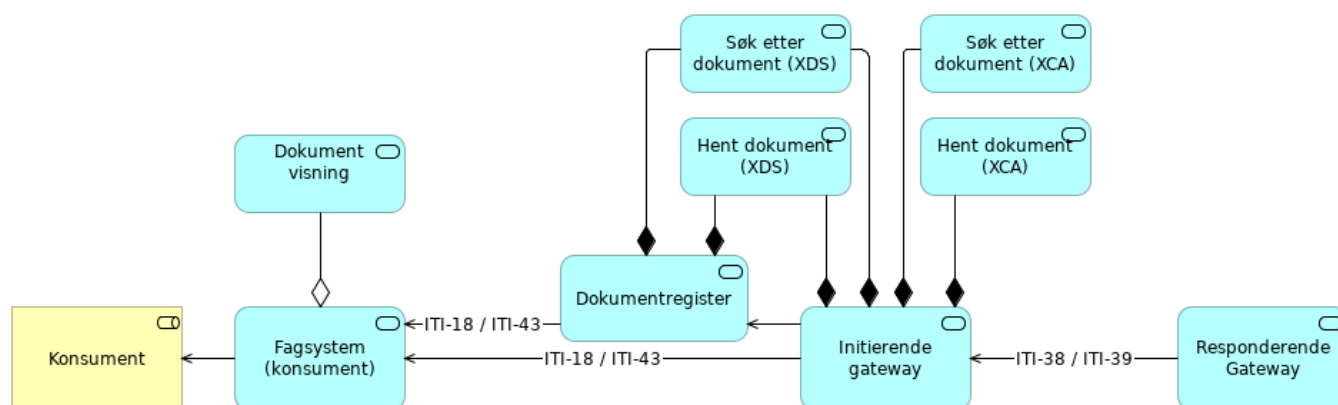 Søk etter
dokument (XDS)
Søk etter
dokument (XCA)
Hent dokument
(XDS)
Hent dokument
(XCA)
Dokument
visning
Dokumentregister
ITI-18 / ITI-43
Konsument
Fagsystem
(konsument)
ITI-18 / ITI-43
Initierende
gateway
ITI-38 / ITI-39
Responderende
Gateway